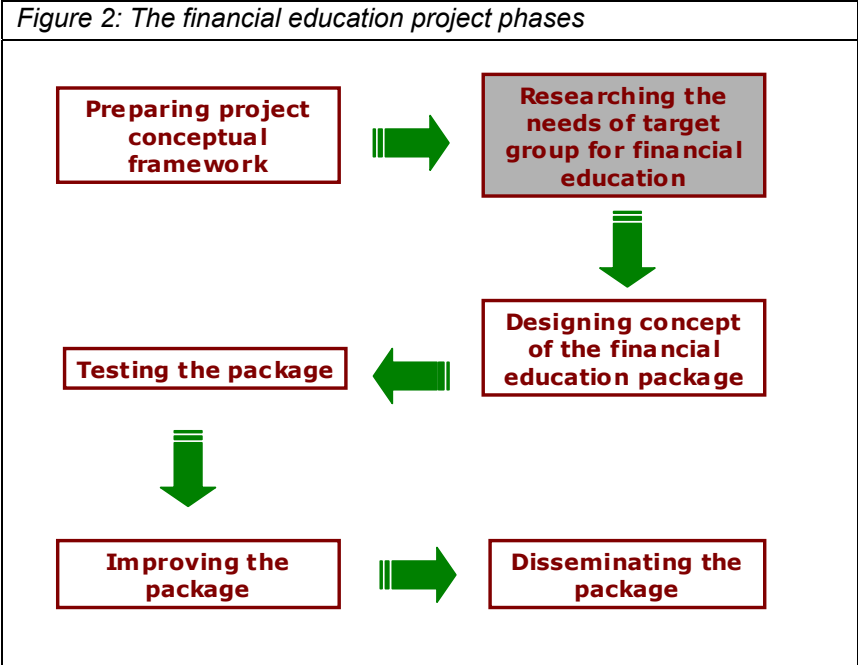 Figure 2: The financial education project phases
Preparing project
conceptual
framework
Researching the
needs of target
group for financial
education
Designing concept
of the financial
education package
Testing the package
Improving the
package
Disseminating the
package